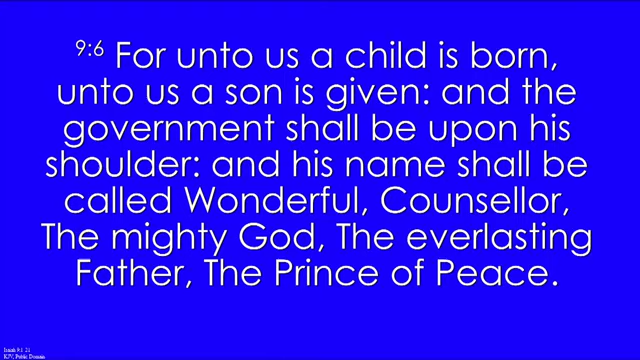 9:6 For unto us a child is born,
unto us a son is given: and the
government shall be upon his
shoulder: and his name shall be
called Wonderful, Counsellor,
The mighty God, The everlasting
Father, The Prince of Peace.
Isaiah 9:1-21
KJV, Public Domain